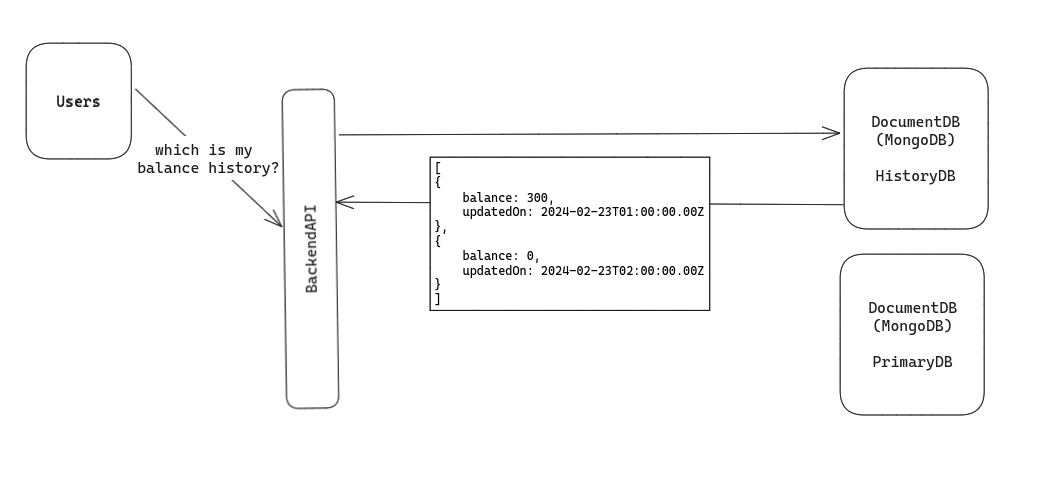 Users
which is my
balance history?
BackendAPI
[
{
balance: 300,
updatedOn: 2024-02-23T01:00:00.00Z
},
{
balance: 0,
updatedOn: 2024-02-23T02:00:00.00Z
}
]
DocumentDB
(MongoDB)
HistoryDB
DocumentDB
(MongoDB)
PrimaryDB